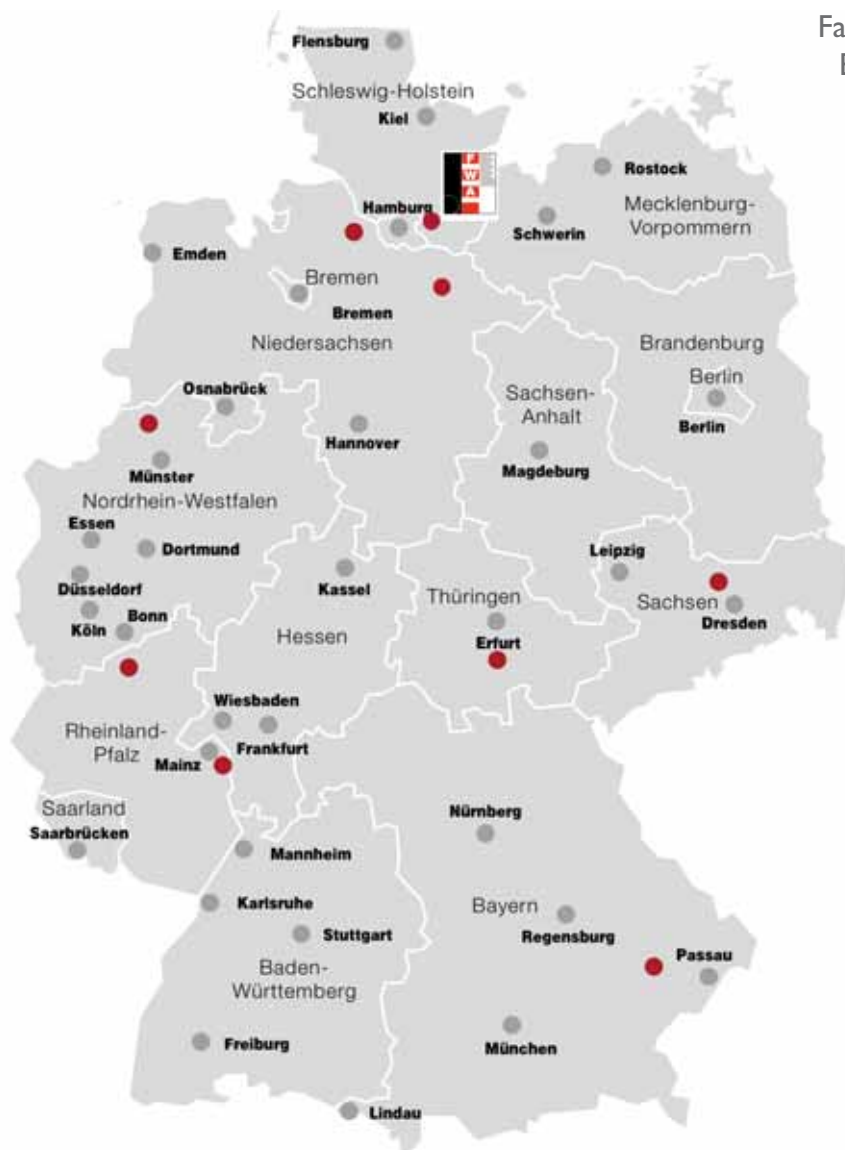 Fa
E
Flensburg
Schleswig-Holstein
Kiel
F
W
A
Rostock
Hamburg
Mecklenburg-
Vorpommern
Schwerin
Emden
Bremen
Bremen
Niedersachsen
Brandenburg
Berlin
Berlin
Osnabrück
Sachsen-
Anhalt
Hannover
Magdeburg
Münster
Nordrhein-Westfalen
Essen
Dortmund
Leipzig
Düsseldorf
Kassel
Thüringen
Sachsen
Köln
Bonn
Hessen
Erfurt
Dresden
Wiesbaden
Rheinland-
Pfalz
Mainz
Frankfurt
Saarland
Saarbrücken
Nürnberg
Mannheim
Karlsruhe
Bayern
Regensburg
Stuttgart
Passau
Baden-
Württemberg
Freiburg
München
Lindau